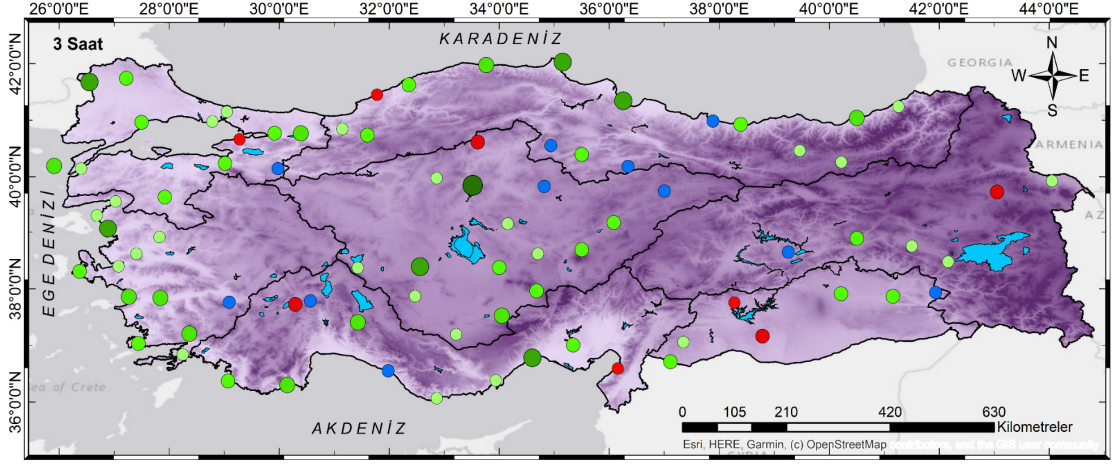 26°0'0"E 28°0'0"E 30°0'0"E 32°0'0"E 34°0'0"E 36°0'0"E 38°0'0"E 40°0'0"E 42°0'0"E 44°0'0"E
3 Saat
KARADENİZ
GEORGIA
N
W E
S
42°0'0"N
40°0'0"N
38°0'0"N
36°0'0"N
ARMENIA
AZ
EGE DENİZİ
Sea of Crete
AKDENİZ
0 105 210 420 630
Kilometreler
Esri, HERE, Garmin, (c) OpenStreetMap contributors, and the GIS user community
SYRIA